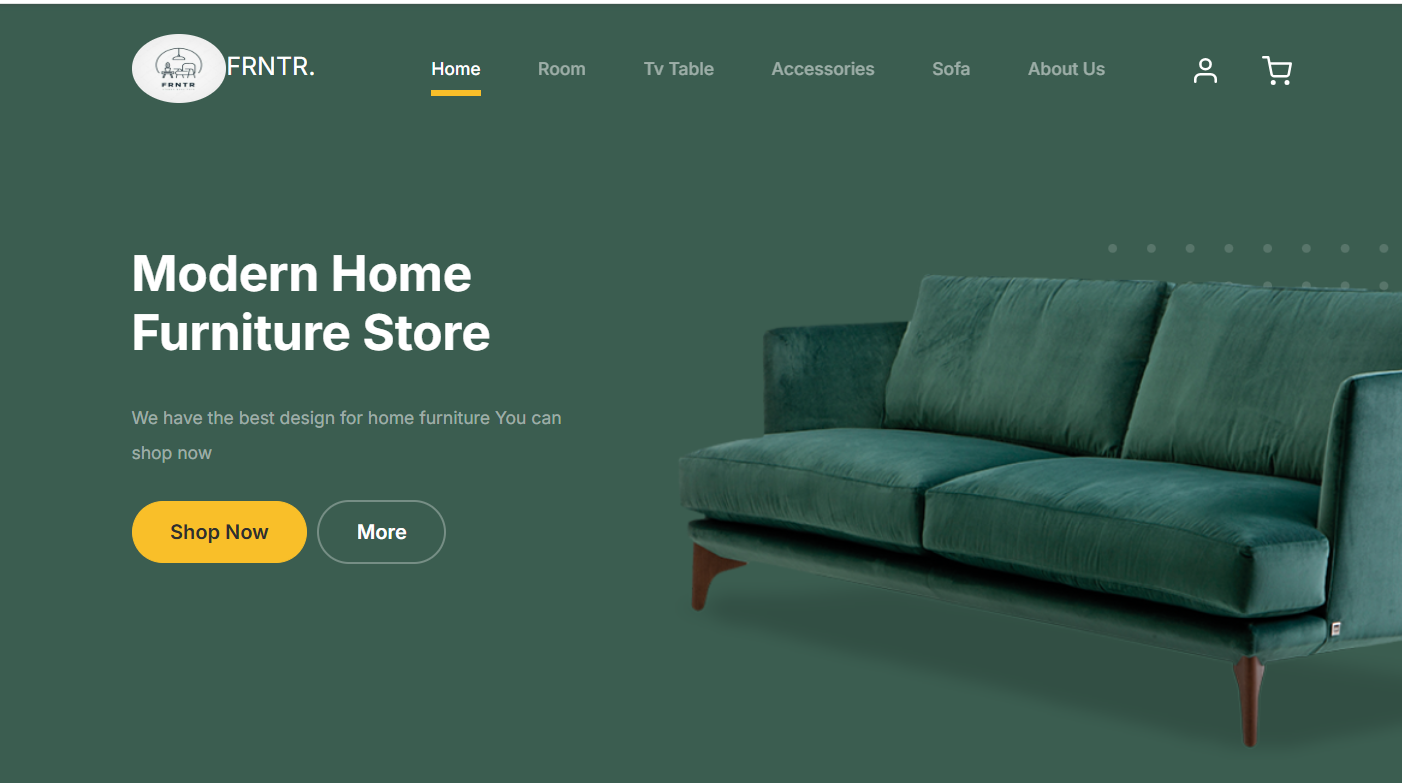 FRNTR
FRNTR.
Home
Room
Tv Table
Accessories
Sofa
About Us
Modern Home
Furniture Store
We have the best design for home furniture You can
shop now
Shop Now
More